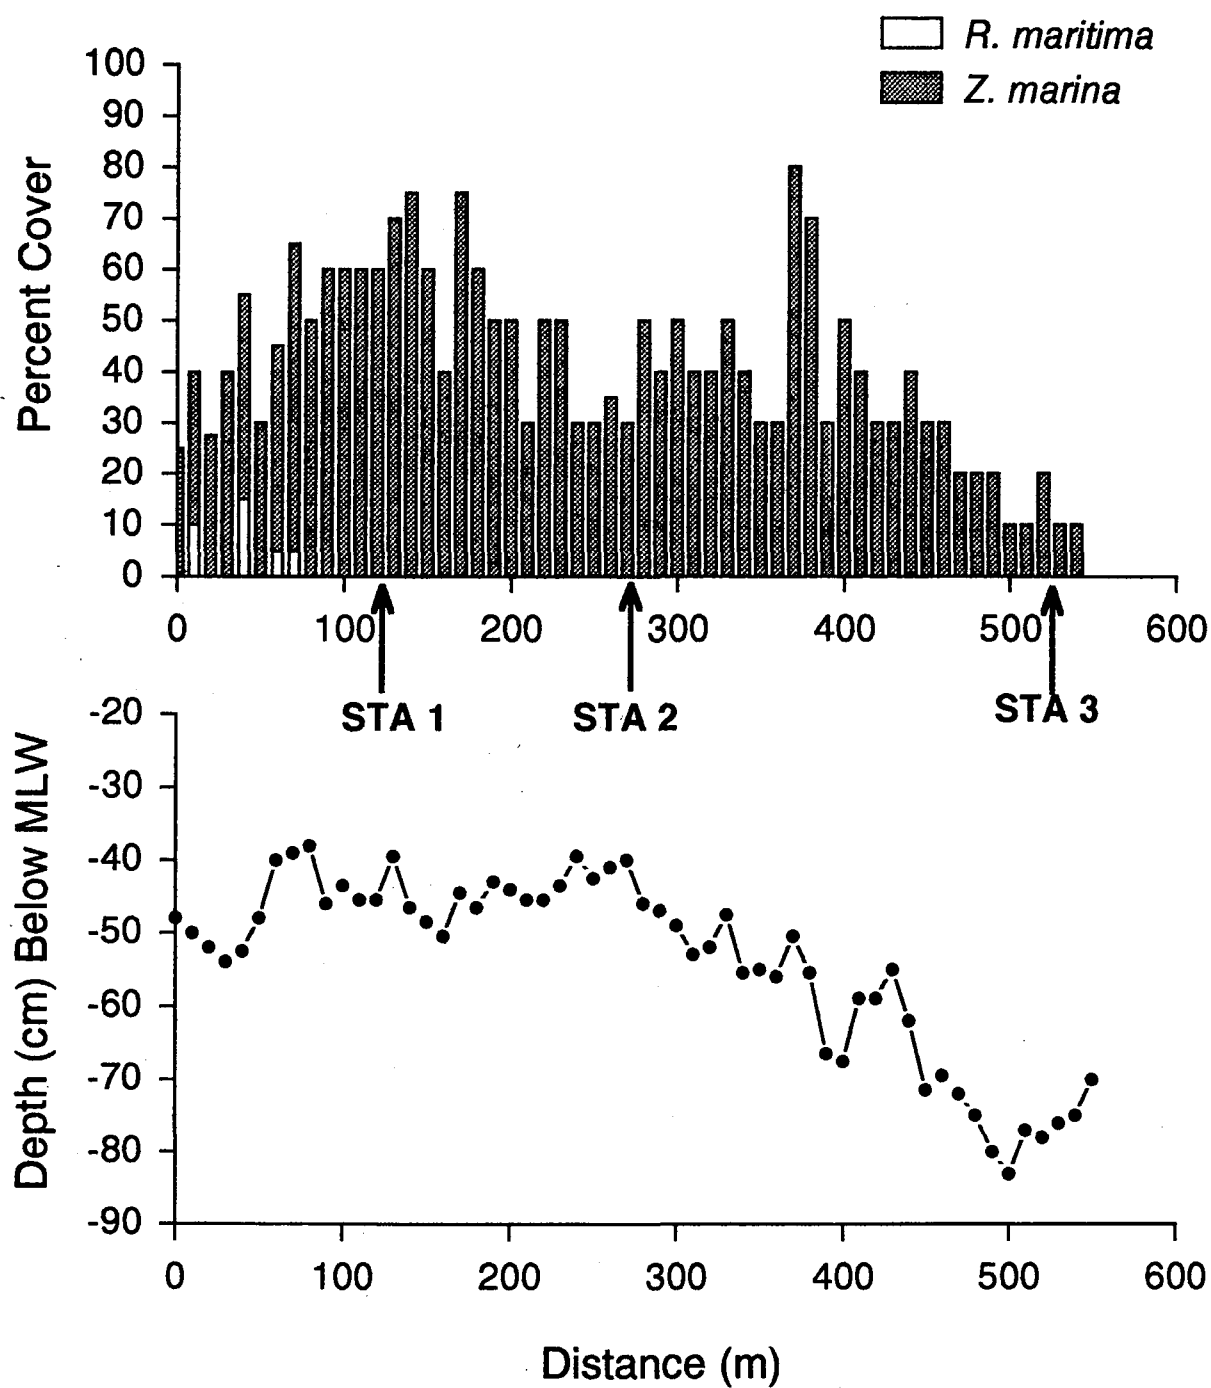 R. maritima
Z. marina
Percent Cover
100
90
80
70
60
50
40
30
20
10
0
0 100 200 300 400 500 600
STA 1 STA 2 STA 3
Depth (cm) Below MLW
-20
-30
-40
-50
-60
-70
-80
-90
0 100 200 300 400 500 600
Distance (m)